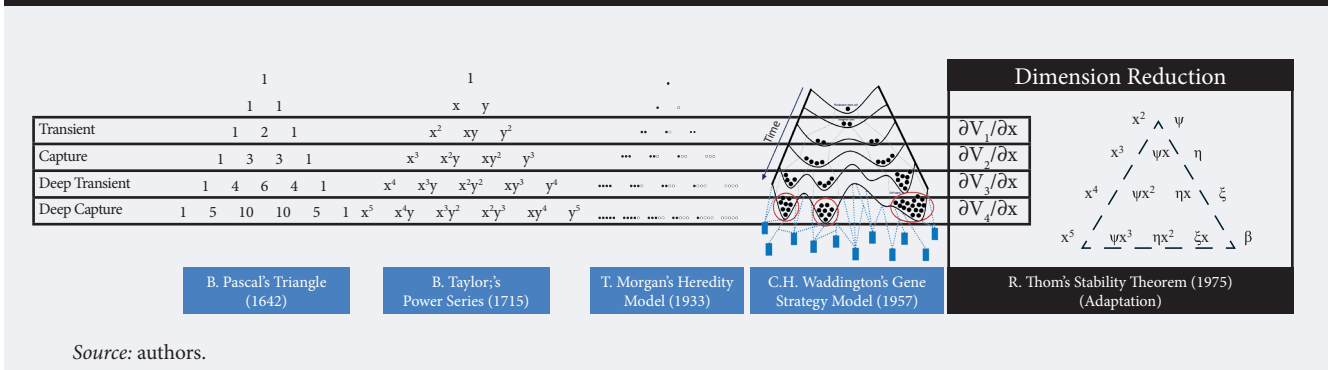 Dimension Reduction
1
1 1
Transient 1 2 1
Capture 1 3 3 1
Deep Transient 1 4 6 4 1
Deep Capture 1 5 10 10 5 1
1
x y
x² xy y²
x³ x²y xy² y³
x⁴ x³y x²y² xy³ y⁴
x⁵ x⁴y x³y² x²y³ xy⁴ y⁵
Time
∂V₁/∂x
∂V₂/∂x
∂V₃/∂x
∂V₄/∂x
x² ψ
x³ ψx η
x⁴ ψx² ηx ξ
x⁵ ψx³ ηx² ξx β
B. Pascal's Triangle
(1642)
B. Taylor;'s
Power Series (1715)
T. Morgan's Heredity
Model (1933)
C.H. Waddington's Gene
Strategy Model (1957)
R. Thom's Stability Theorem (1975)
(Adaptation)
Source: authors.